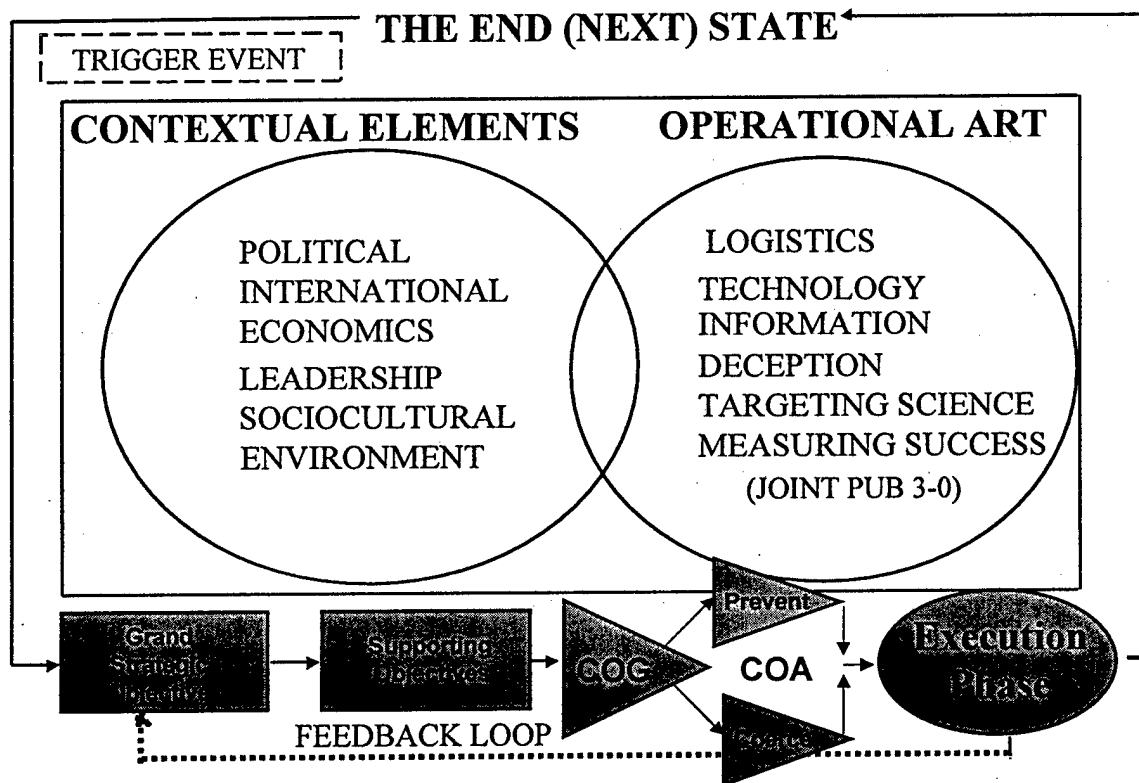 THE END (NEXT) STATE
TRIGGER EVENT
CONTEXTUAL ELEMENTS
OPERATIONAL ART
POLITICAL
INTERNATIONAL
ECONOMICS
LEADERSHIP
SOCIOCULTURAL
ENVIRONMENT
LOGISTICS
TECHNOLOGY
INFORMATION
DECEPTION
TARGETING SCIENCE
MEASURING SUCCESS
(JOINT PUB 3-0)
Grand
Strategic
Objective
Supporting
Objectives
COG
Prevent
COA
Coerce
Execution
Phase
FEEDBACK LOOP